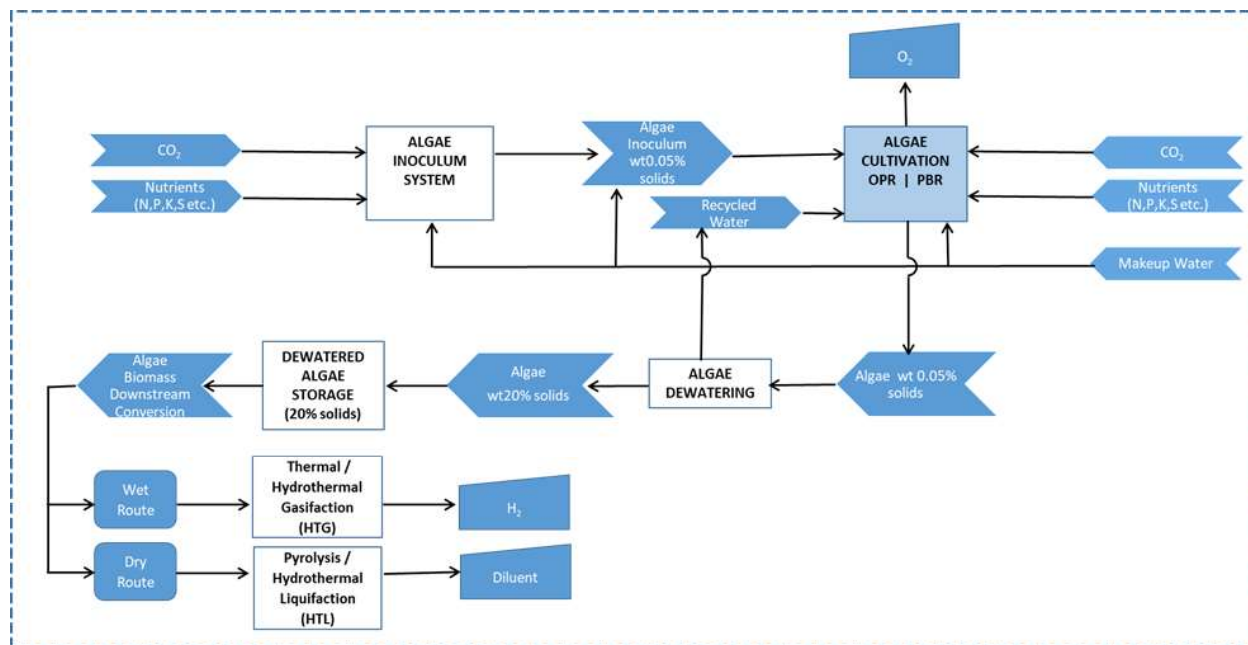 O₂
CO₂
Nutrients
(N,P,K,S etc.)
ALGAE
INOCULUM
SYSTEM
Algae
Inoculum
wt0.05%
solids
Recycled
Water
ALGAE
CULTIVATION
OPR | PBR
CO₂
Nutrients
(N,P,K,S etc.)
Makeup Water
Algae
Biomass
Downstream
Conversion
DEWATERED
ALGAE
STORAGE
(20% solids)
Algae
wt20% solids
ALGAE
DEWATERING
Algae wt 0.05%
solids
Wet
Route
Thermal /
Hydrothermal
Gasifaction
(HTG)
H₂
Dry
Route
Pyrolysis /
Hydrothermal
Liquifaction
(HTL)
Diluent